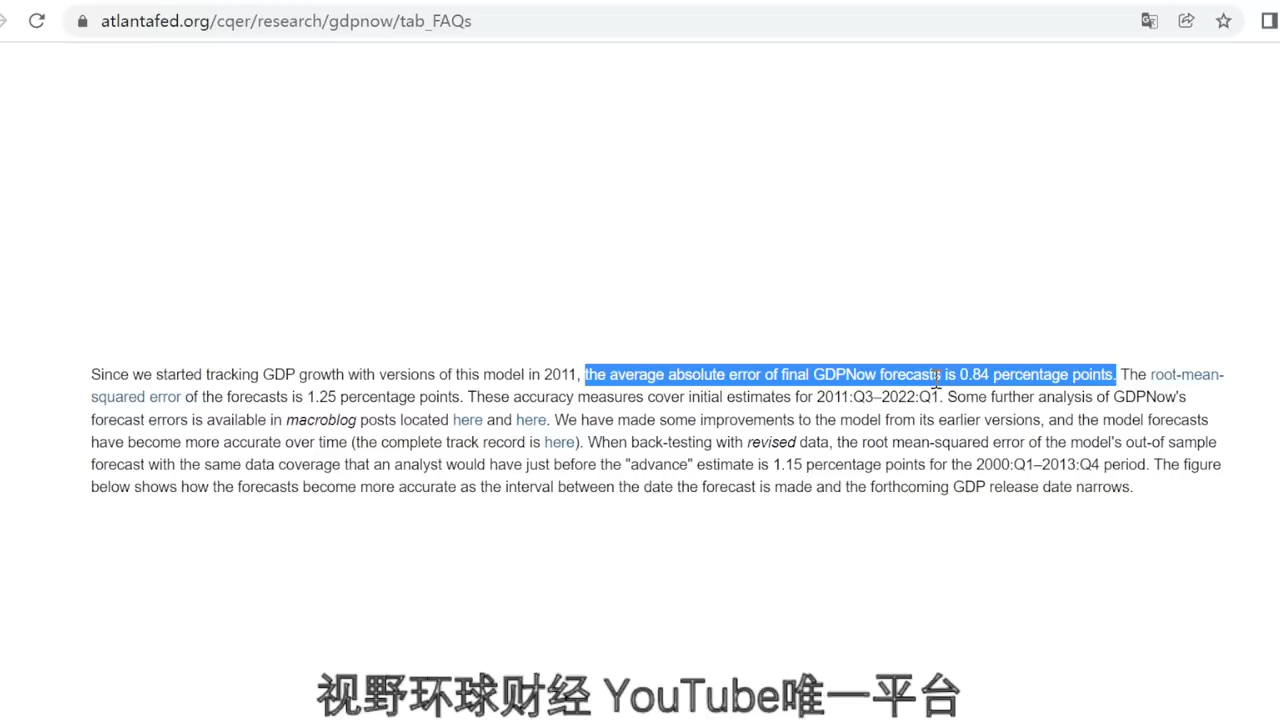 atlantafed.org/cqer/research/gdpnow/tab_FAQs
Since we started tracking GDP growth with versions of this model in 2011, the average absolute error of final GDPNow forecasts is 0.84 percentage points. The root-mean-
squared error of the forecasts is 1.25 percentage points. These accuracy measures cover initial estimates for 2011:Q3–2022:Q1. Some further analysis of GDPNow's
forecast errors is available in macroblog posts located here and here. We have made some improvements to the model from its earlier versions, and the model forecasts
have become more accurate over time (the complete track record is here). When back-testing with revised data, the root mean-squared error of the model's out-of sample
forecast with the same data coverage that an analyst would have just before the "advance" estimate is 1.15 percentage points for the 2000:Q1–2013:Q4 period. The figure
below shows how the forecasts become more accurate as the interval between the date the forecast is made and the forthcoming GDP release date narrows.
视野环球财经 YouTube唯一平台